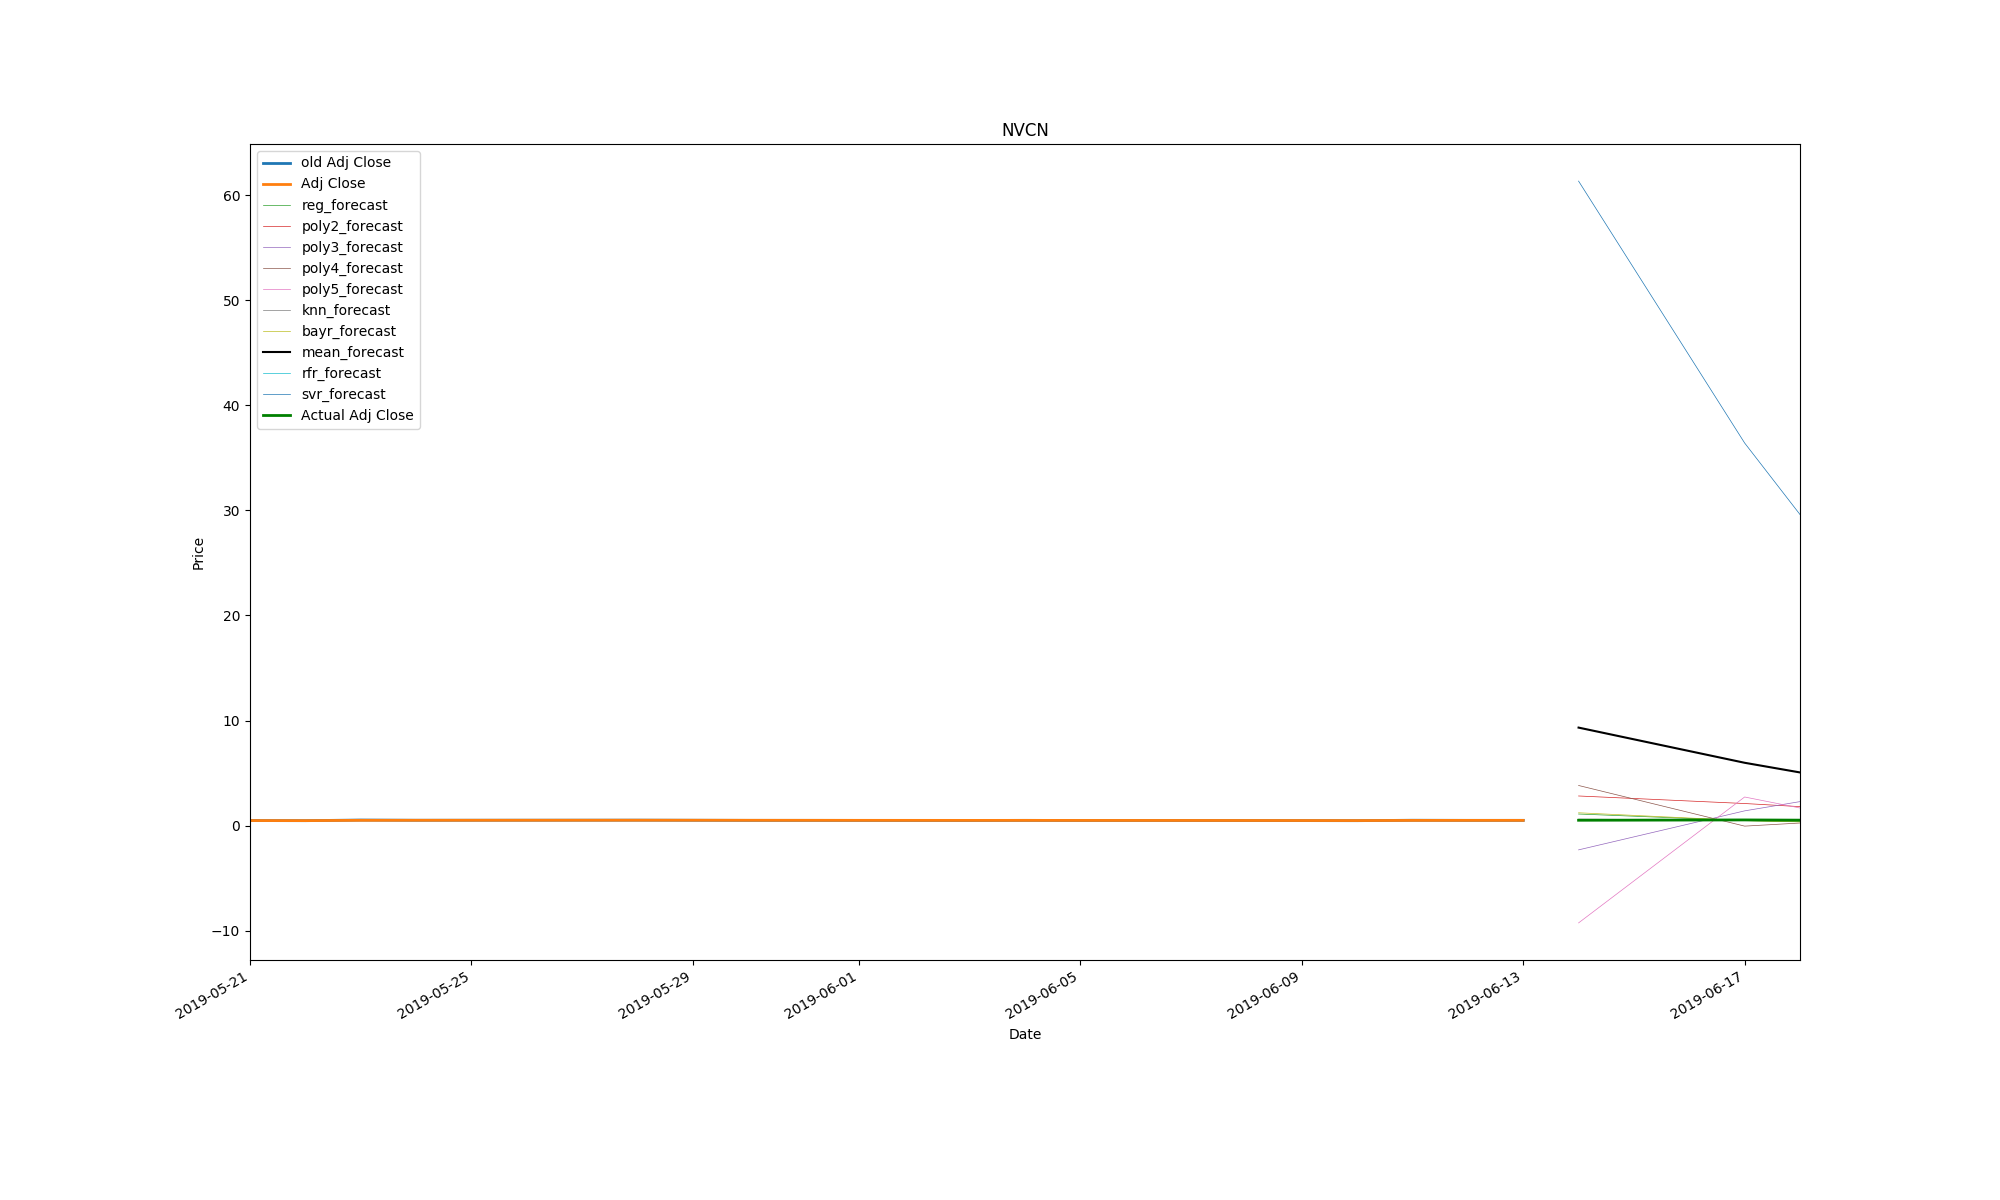 NVCN
old Adj Close
Adj Close
reg_forecast
poly2_forecast
poly3_forecast
poly4_forecast
poly5_forecast
knn_forecast
bayr_forecast
mean_forecast
rfr_forecast
svr_forecast
Actual Adj Close
60
50
40
30
20
10
0
−10
Price
2019-05-21
2019-05-25
2019-05-29
2019-06-01
2019-06-05
2019-06-09
2019-06-13
2019-06-17
Date